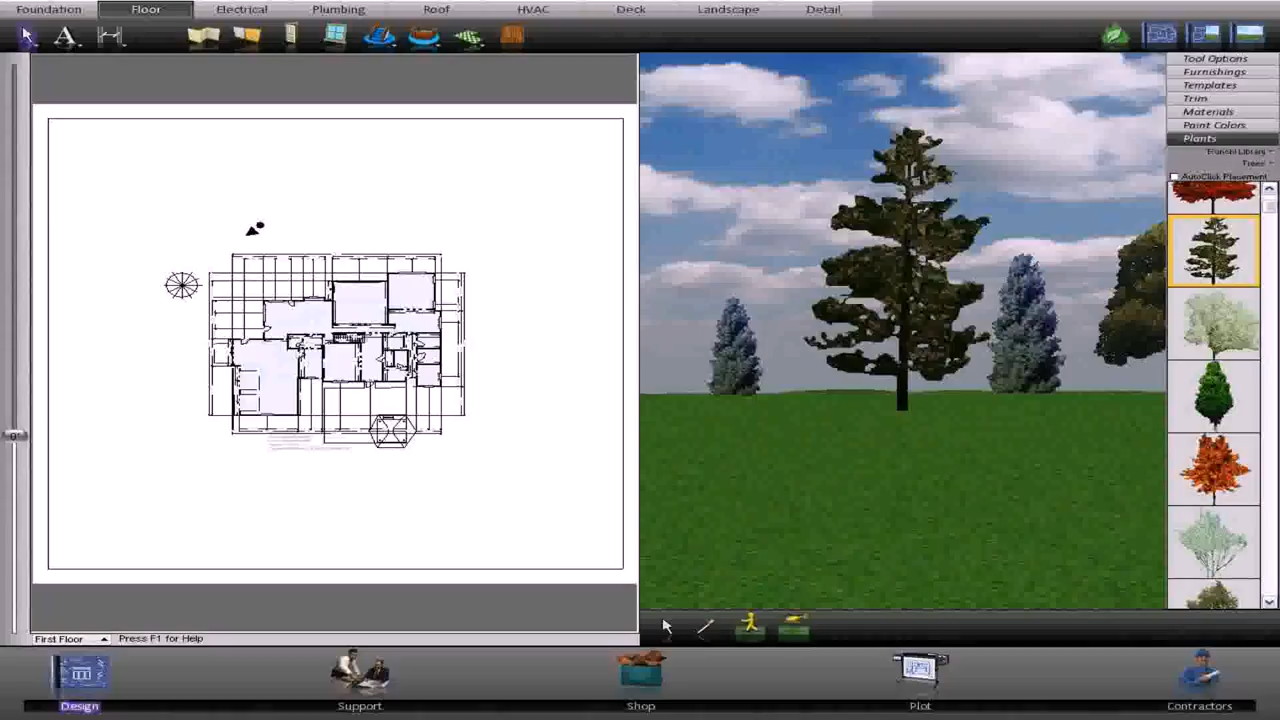 Foundation Floor Electrical Plumbing Roof HVAC Deck Landscape Detail
A
Tool Options
Furnishings
Templates
Trim
Materials
Paint Colors
Plants
Trees
AutoClick Placement
First Floor Press F1 for Help
Design Support Shop Plot Contractors